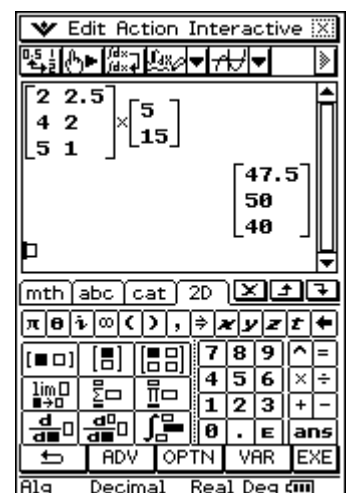 Edit Action Interactive
[2 2.5
4 2
5 1] × [5
15]
[47.5
50
40]
mth abc cat 2D
π θ i ∞ ( ) , ⇒ x y z t ←
7 8 9 ^ =
4 5 6 × ÷
lim Σ Π
1 2 3 + -
d d ∫ 0 . E ans
ADV OPTN VAR EXE
Alg Decimal Real Deg